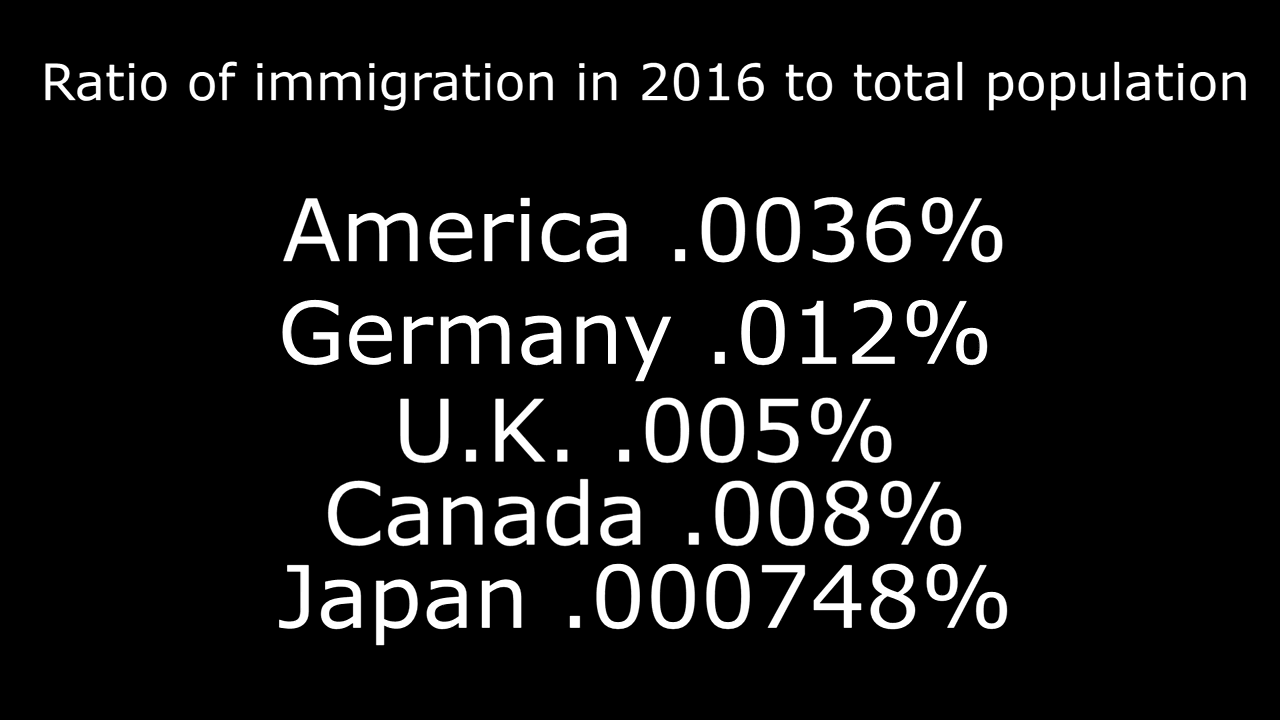 Ratio of immigration in 2016 to total population
America .0036%
Germany .012%
U.K. .005%
Canada .008%
Japan .000748%